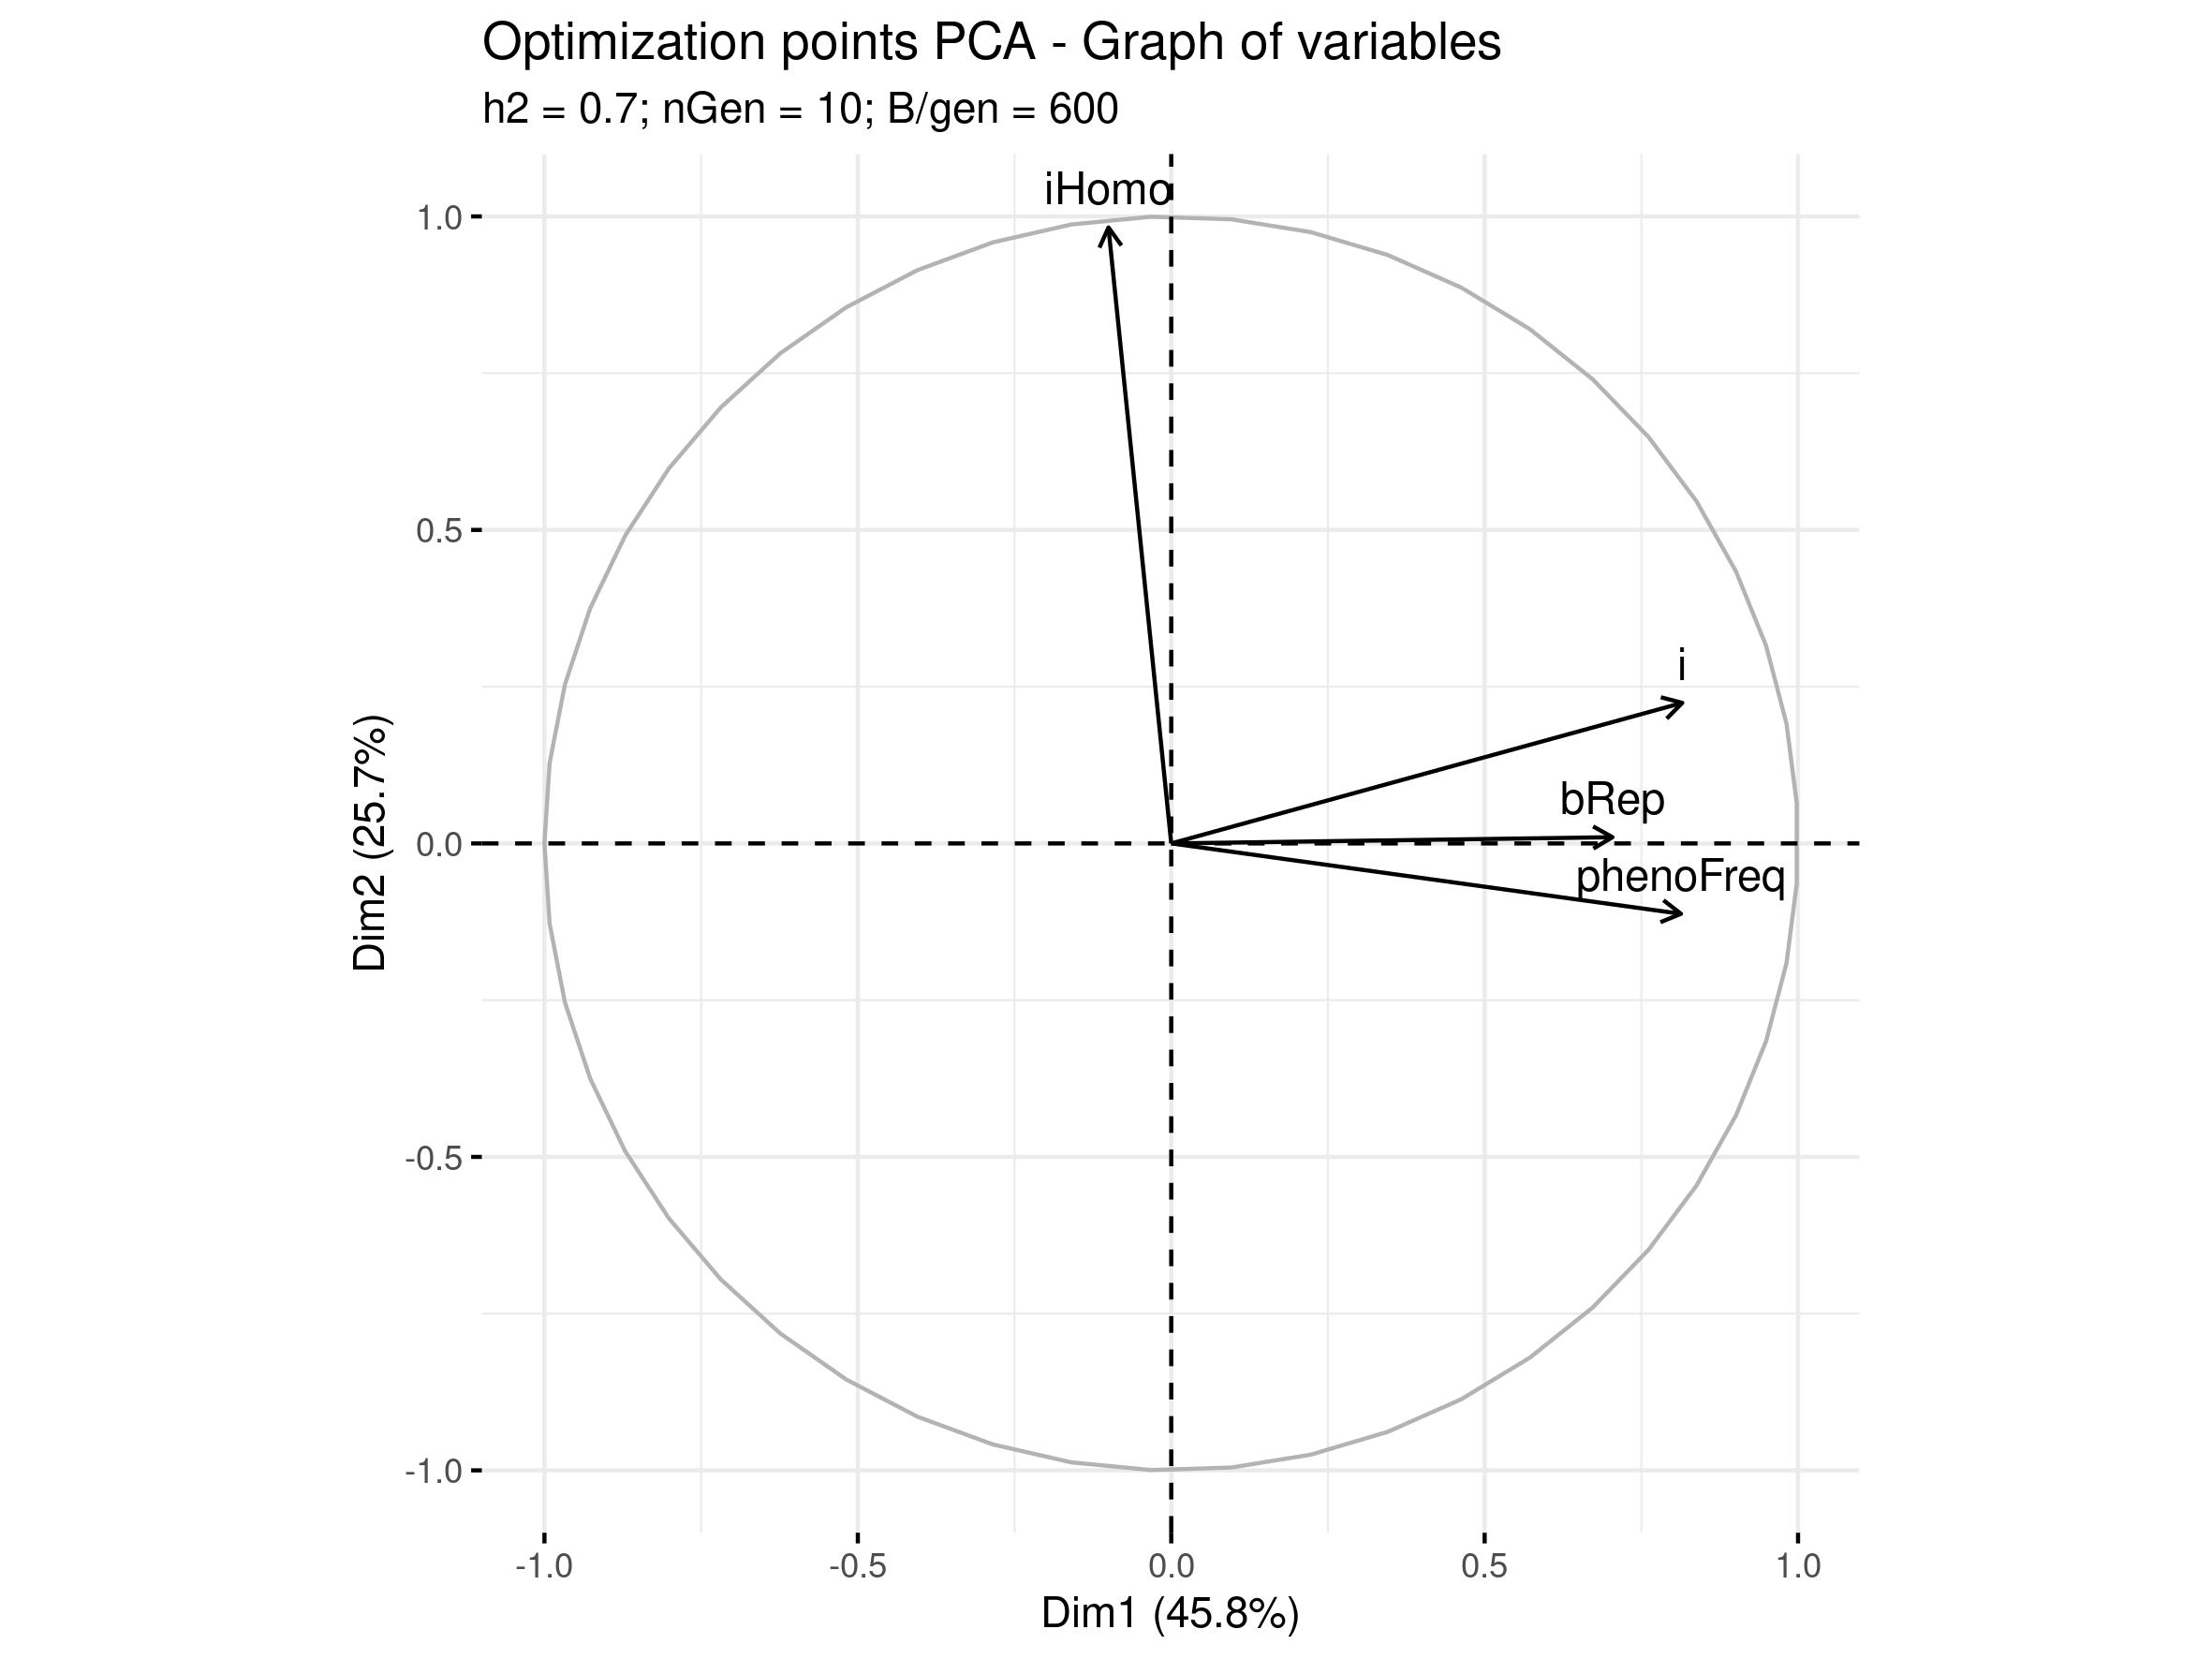 Optimization points PCA - Graph of variables
h2 = 0.7; nGen = 10; B/gen = 600
iHomo
1.0
0.5
i
bRep
0.0
phenoFreq
-0.5
-1.0
Dim2 (25.7%)
-1.0 -0.5 0.0 0.5 1.0
Dim1 (45.8%)